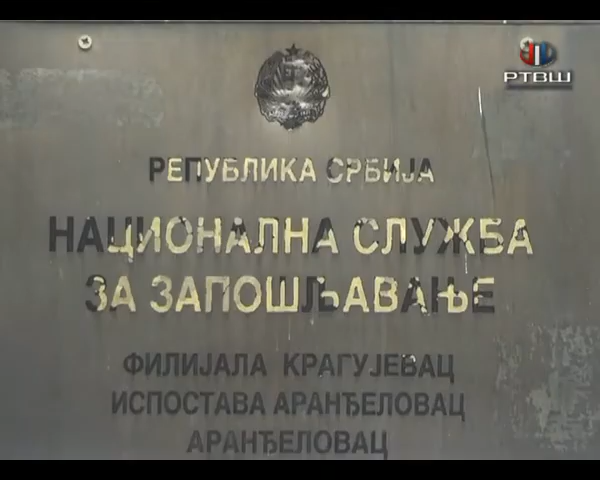 РТВШ
РЕПУБЛИКА СРБИЈА
НАЦИОНАЛНА СЛУЖБА
ЗА ЗАПОШЉАВАЊЕ
ФИЛИЈАЛА КРАГУЈЕВАЦ
ИСПОСТАВА АРАНЂЕЛОВАЦ
АРАНЂЕЛОВАЦ